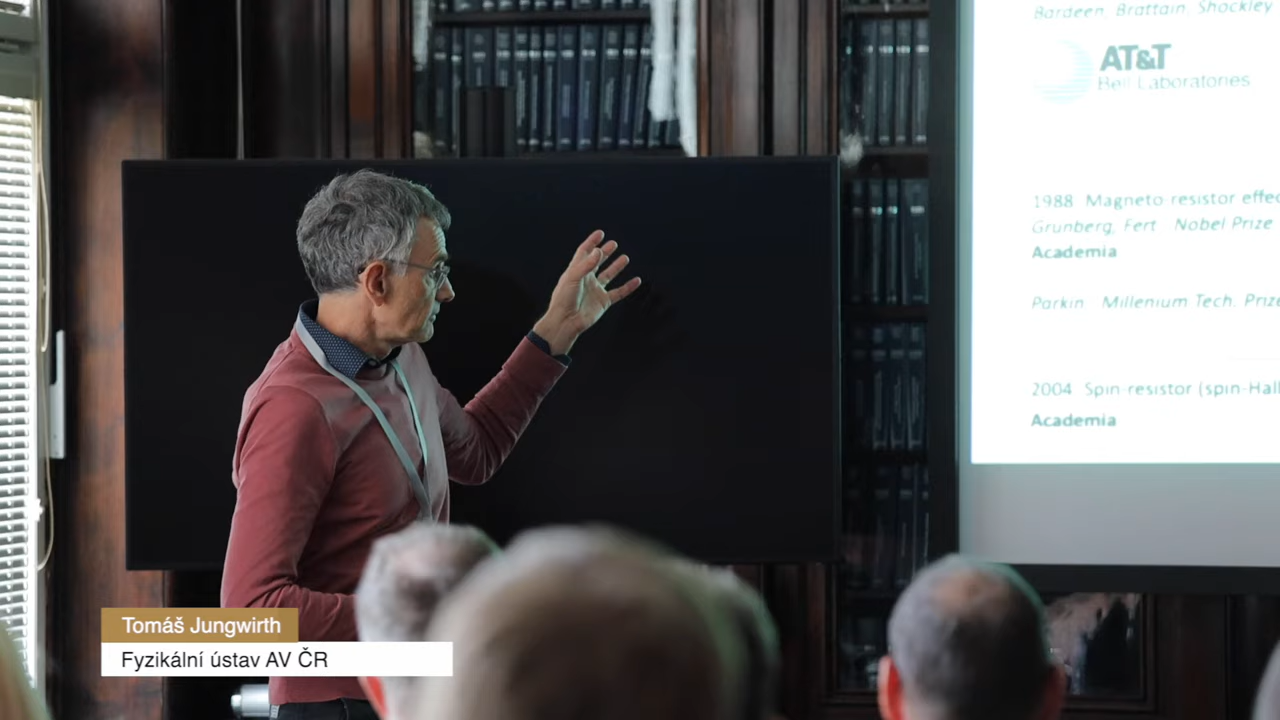 Bardeen, Brattain, Shockley
AT&T
Bell Laboratories
1988 Magneto resistor effe
Grunberg, Fert Nobel Prize
Academia
Parkin Millenium Tech. Prize
2004 Spin-resistor (spin-Hall
Academia
Tomáš Jungwirth
Fyzikální ústav AV ČR